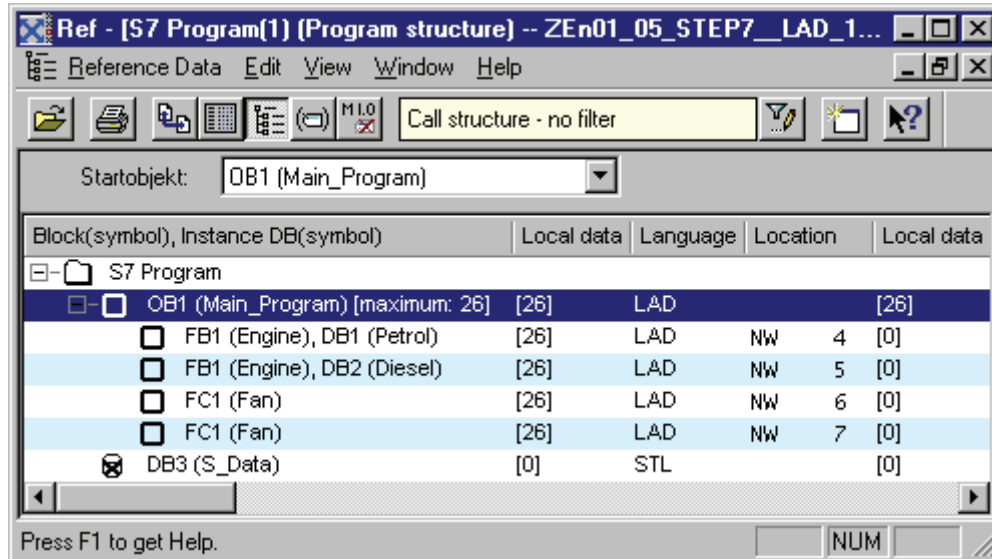 Ref - [S7 Program(1) (Program structure) -- ZEn01_05_STEP7__LAD_1...
Reference Data Edit View Window Help
M I.O Call structure - no filter
Startobjekt: OB1 (Main_Program)
Block(symbol), Instance DB(symbol) Local data Language Location Local data
S7 Program
OB1 (Main_Program) [maximum: 26] [26] LAD [26]
FB1 (Engine), DB1 (Petrol) [26] LAD NW 4 [0]
FB1 (Engine), DB2 (Diesel) [26] LAD NW 5 [0]
FC1 (Fan) [26] LAD NW 6 [0]
FC1 (Fan) [26] LAD NW 7 [0]
DB3 (S_Data) [0] STL [0]
Press F1 to get Help. NUM